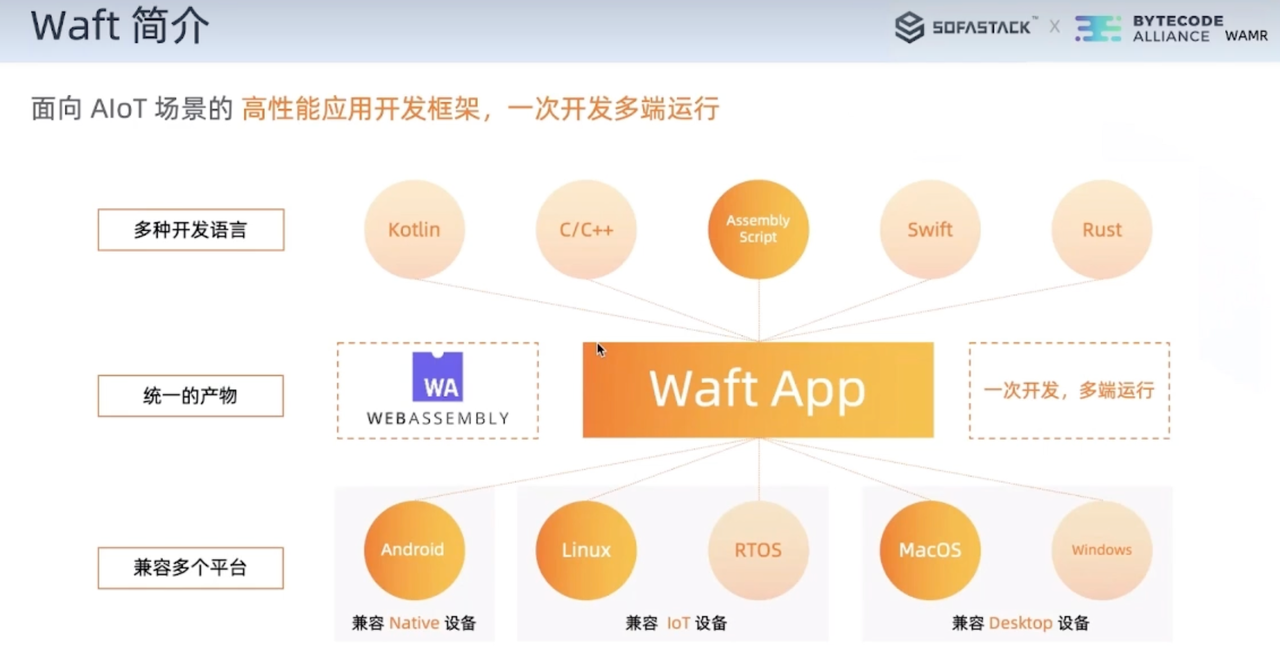 Waft 简介
SOFASTACK™ X BYTECODE ALLIANCE WAMR
面向 AIoT 场景的 高性能应用开发框架，一次开发多端运行
多种开发语言
Kotlin
C/C++
Assembly
Script
Swift
Rust
统一的产物
WA
WEBASSEMBLY
Waft App
一次开发，多端运行
兼容多个平台
Android
Linux
RTOS
MacOS
Windows
兼容 Native 设备
兼容 IoT 设备
兼容 Desktop 设备